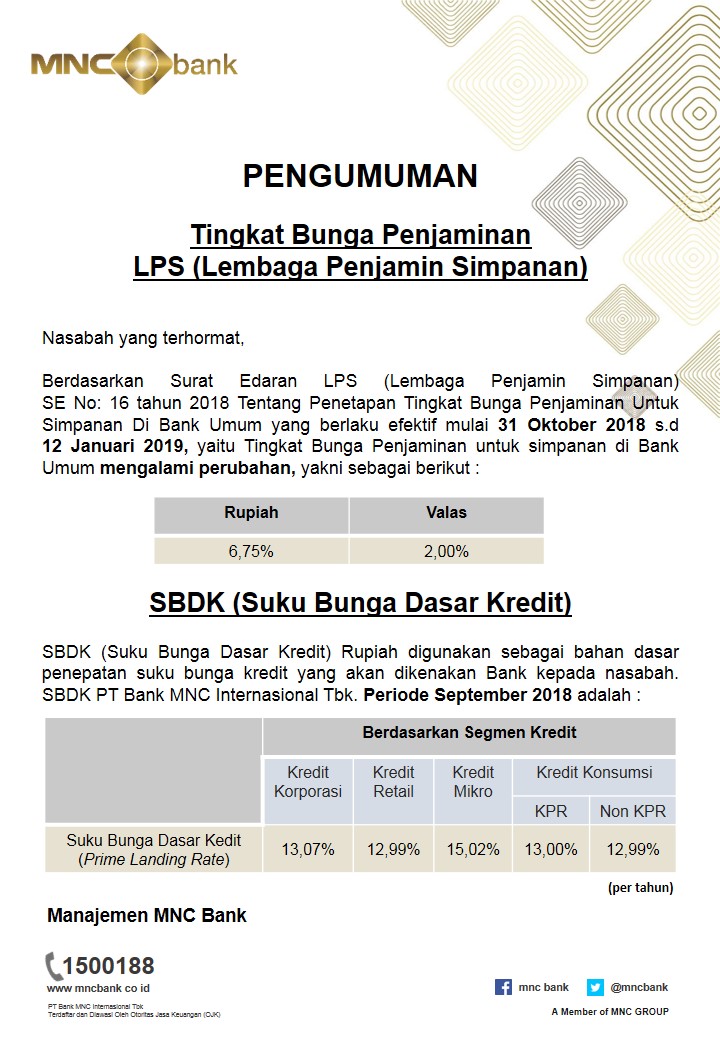 MNC bank
PENGUMUMAN
Tingkat Bunga Penjaminan
LPS (Lembaga Penjamin Simpanan)
Nasabah yang terhormat,
Berdasarkan Surat Edaran LPS (Lembaga Penjamin Simpanan)
SE No: 16 tahun 2018 Tentang Penetapan Tingkat Bunga Penjaminan Untuk
Simpanan Di Bank Umum yang berlaku efektif mulai 31 Oktober 2018 s.d
12 Januari 2019, yaitu Tingkat Bunga Penjaminan untuk simpanan di Bank
Umum mengalami perubahan, yakni sebagai berikut :
Rupiah Valas
6,75% 2,00%
SBDK (Suku Bunga Dasar Kredit)
SBDK (Suku Bunga Dasar Kredit) Rupiah digunakan sebagai bahan dasar
penepatan suku bunga kredit yang akan dikenakan Bank kepada nasabah.
SBDK PT Bank MNC Internasional Tbk. Periode September 2018 adalah :
Berdasarkan Segmen Kredit
Kredit Korporasi Kredit Retail Kredit Mikro Kredit Konsumsi
KPR Non KPR
Suku Bunga Dasar Kedit
(Prime Landing Rate) 13,07% 12,99% 15,02% 13,00% 12,99%
(per tahun)
Manajemen MNC Bank
1500188
www mncbank co id
mnc bank @mncbank
PT Bank MNC Internasional Tbk
Terdaftar dan Diawasi Oleh Otoritas Jasa Keuangan (OJK)
A Member of MNC GROUP